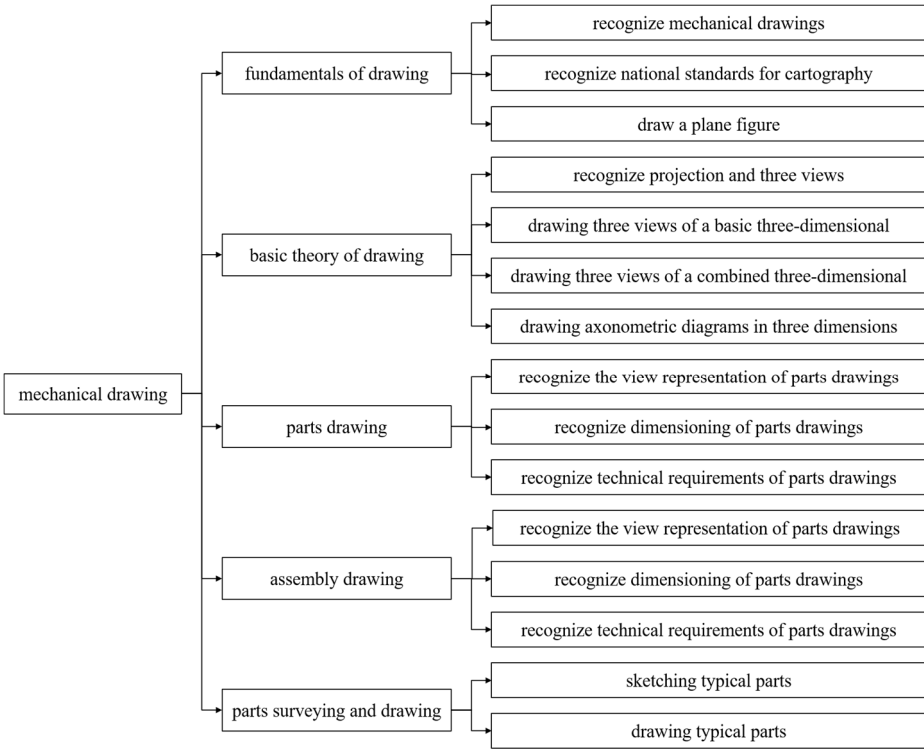 mechanical drawing
fundamentals of drawing
recognize mechanical drawings
recognize national standards for cartography
draw a plane figure
basic theory of drawing
recognize projection and three views
drawing three views of a basic three-dimensional
drawing three views of a combined three-dimensional
drawing axonometric diagrams in three dimensions
parts drawing
recognize the view representation of parts drawings
recognize dimensioning of parts drawings
recognize technical requirements of parts drawings
assembly drawing
recognize the view representation of parts drawings
recognize dimensioning of parts drawings
recognize technical requirements of parts drawings
parts surveying and drawing
sketching typical parts
drawing typical parts